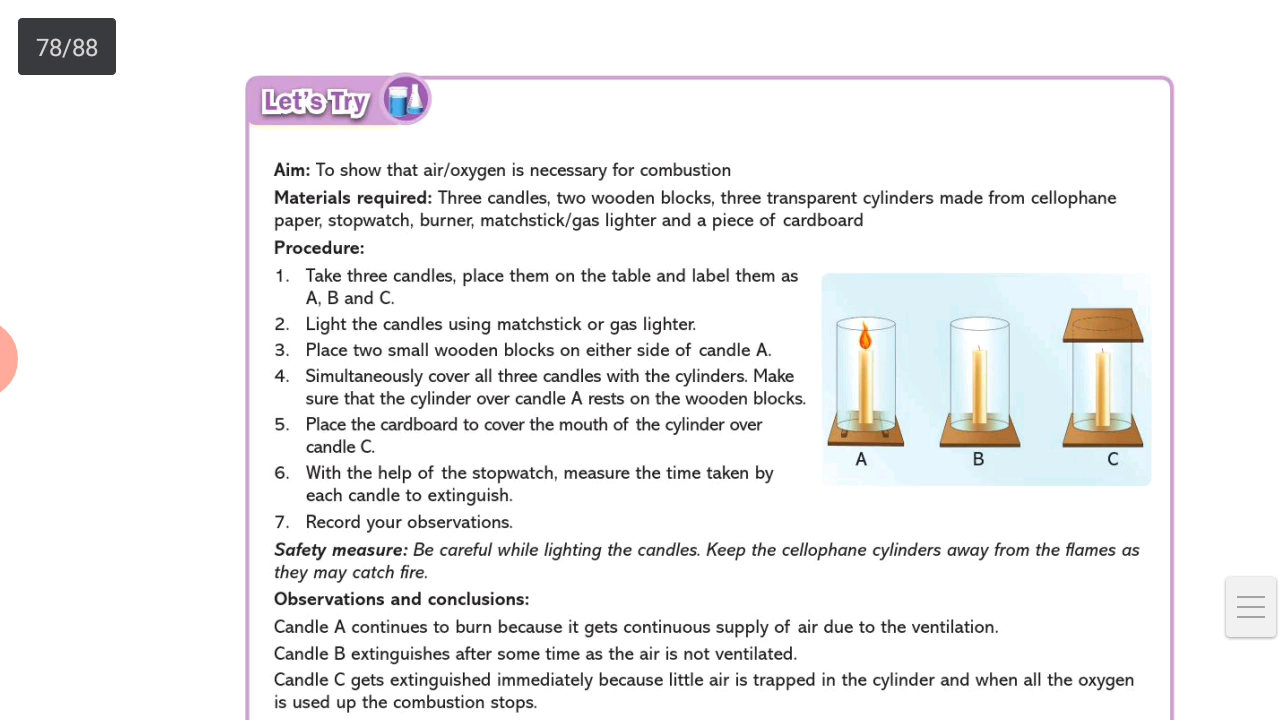 78/88
Let's Try
Aim: To show that air/oxygen is necessary for combustion
Materials required: Three candles, two wooden blocks, three transparent cylinders made from cellophane
paper, stopwatch, burner, matchstick/gas lighter and a piece of cardboard
Procedure:
1. Take three candles, place them on the table and label them as
A, B and C.
2. Light the candles using matchstick or gas lighter.
3. Place two small wooden blocks on either side of candle A.
4. Simultaneously cover all three candles with the cylinders. Make
sure that the cylinder over candle A rests on the wooden blocks.
5. Place the cardboard to cover the mouth of the cylinder over
candle C.
6. With the help of the stopwatch, measure the time taken by
each candle to extinguish.
7. Record your observations.
A B C
Safety measure: Be careful while lighting the candles. Keep the cellophane cylinders away from the flames as
they may catch fire.
Observations and conclusions:
Candle A continues to burn because it gets continuous supply of air due to the ventilation.
Candle B extinguishes after some time as the air is not ventilated.
Candle C gets extinguished immediately because little air is trapped in the cylinder and when all the oxygen
is used up the combustion stops.